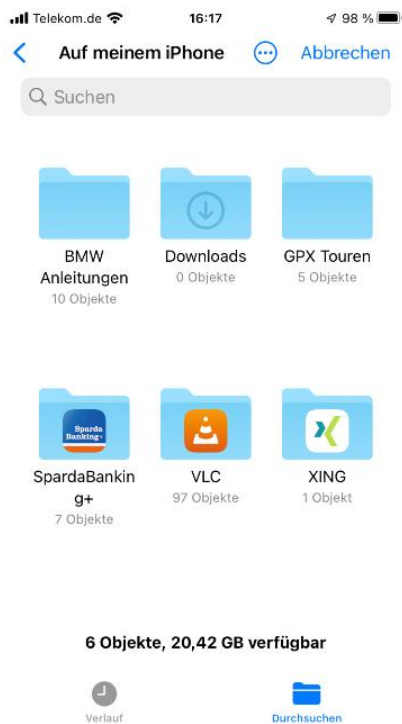 Telekom.de 16:17 98 %
Auf meinem iPhone Abbrechen
Suchen
BMW Anleitungen
10 Objekte
Downloads
0 Objekte
GPX Touren
5 Objekte
Sparda
Banking+
SpardaBankin
g+
7 Objekte
VLC
97 Objekte
XING
1 Objekt
6 Objekte, 20,42 GB verfügbar
Verlauf Durchsuchen